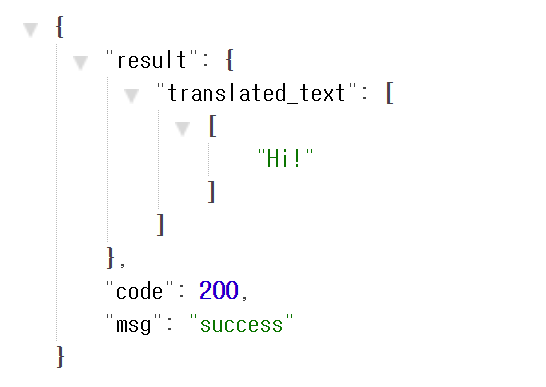 {
"result": {
"translated_text": [
[
"Hi!"
]
]
},
"code": 200,
"msg": "success"
}